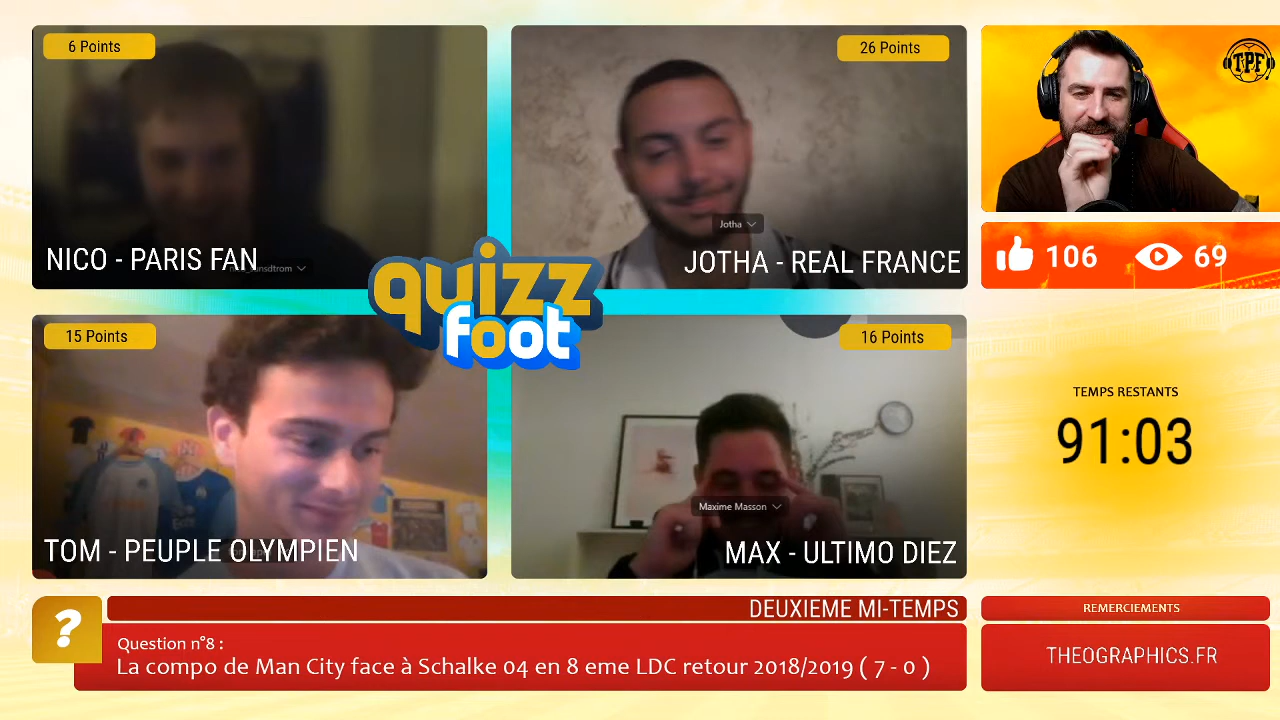 6 Points
26 Points
TPF
Jotha
NICO - PARIS FAN
JOTHA - REAL FRANCE
106
69
quizz
foot
15 Points
16 Points
TEMPS RESTANTS
91:03
Maxime Masson
TOM - PEUPLE OLYMPIEN
MAX - ULTIMO DIEZ
?
DEUXIEME MI-TEMPS
Question n°8 :
La compo de Man City face à Schalke 04 en 8 eme LDC retour 2018/2019 ( 7 - 0 )
REMERCIEMENTS
THEOGRAPHICS.FR